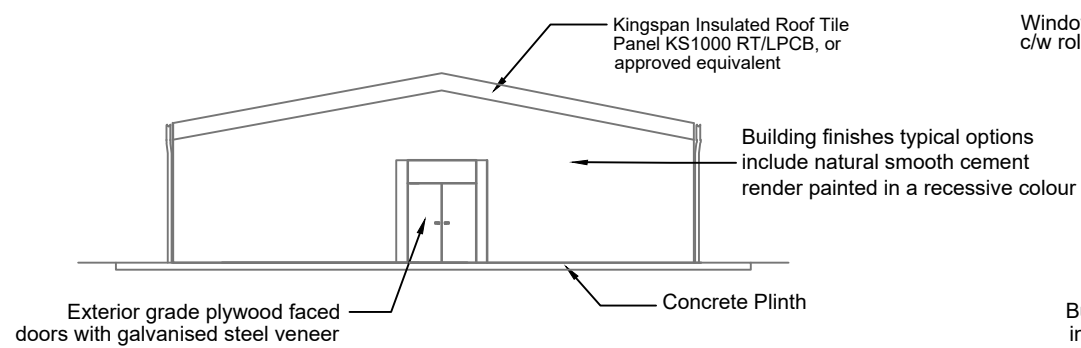 Kingspan Insulated Roof Tile
Panel KS1000 RT/LPCB, or
approved equivalent
c/w
Building finishes typical options
include natural smooth cement
render painted in a recessive colour
Exterior grade plywood faced
doors with galvanised steel veneer
Concrete Plinth